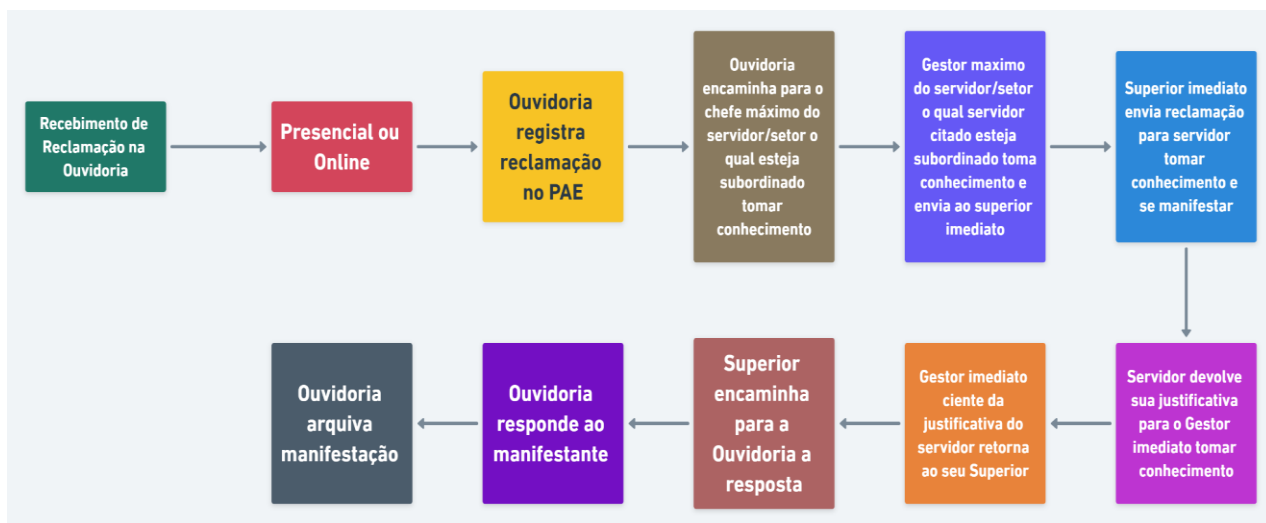 Recebimento de
Reclamação na
Ouvidoria
Presencial ou
Online
Ouvidoria
registra
reclamação
no PAE
Ouvidoria
encaminha para o
chefe máximo do
servidor/setor o
qual esteja
subordinado
tomar
conhecimento
Gestor maximo
do servidor/setor
o qual servidor
citado esteja
subordinado toma
conhecimento e
envia ao superior
imediato
Superior imediato
envia reclamação
para servidor
tomar
conhecimento e
se manifestar
Servidor devolve
sua justificativa
para o Gestor
imediato tomar
conhecimento
Gestor imediato
ciente da
justificativa do
servidor retorna
ao seu Superior
Superior
encaminha
para a
Ouvidoria a
resposta
Ouvidoria
responde ao
manifestante
Ouvidoria
arquiva
manifestação